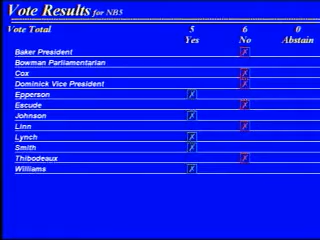 Vote Results for NB5
Vote Total 5 6 0
Yes No Abstain
Baker President ✗
Bowman Parliamentarian
Cox ✗
Dominick Vice President ✗
Epperson ✗
Escude ✗
Johnson ✗
Linn ✗
Lynch ✗
Smith ✗
Thibodeaux ✗
Williams ✗